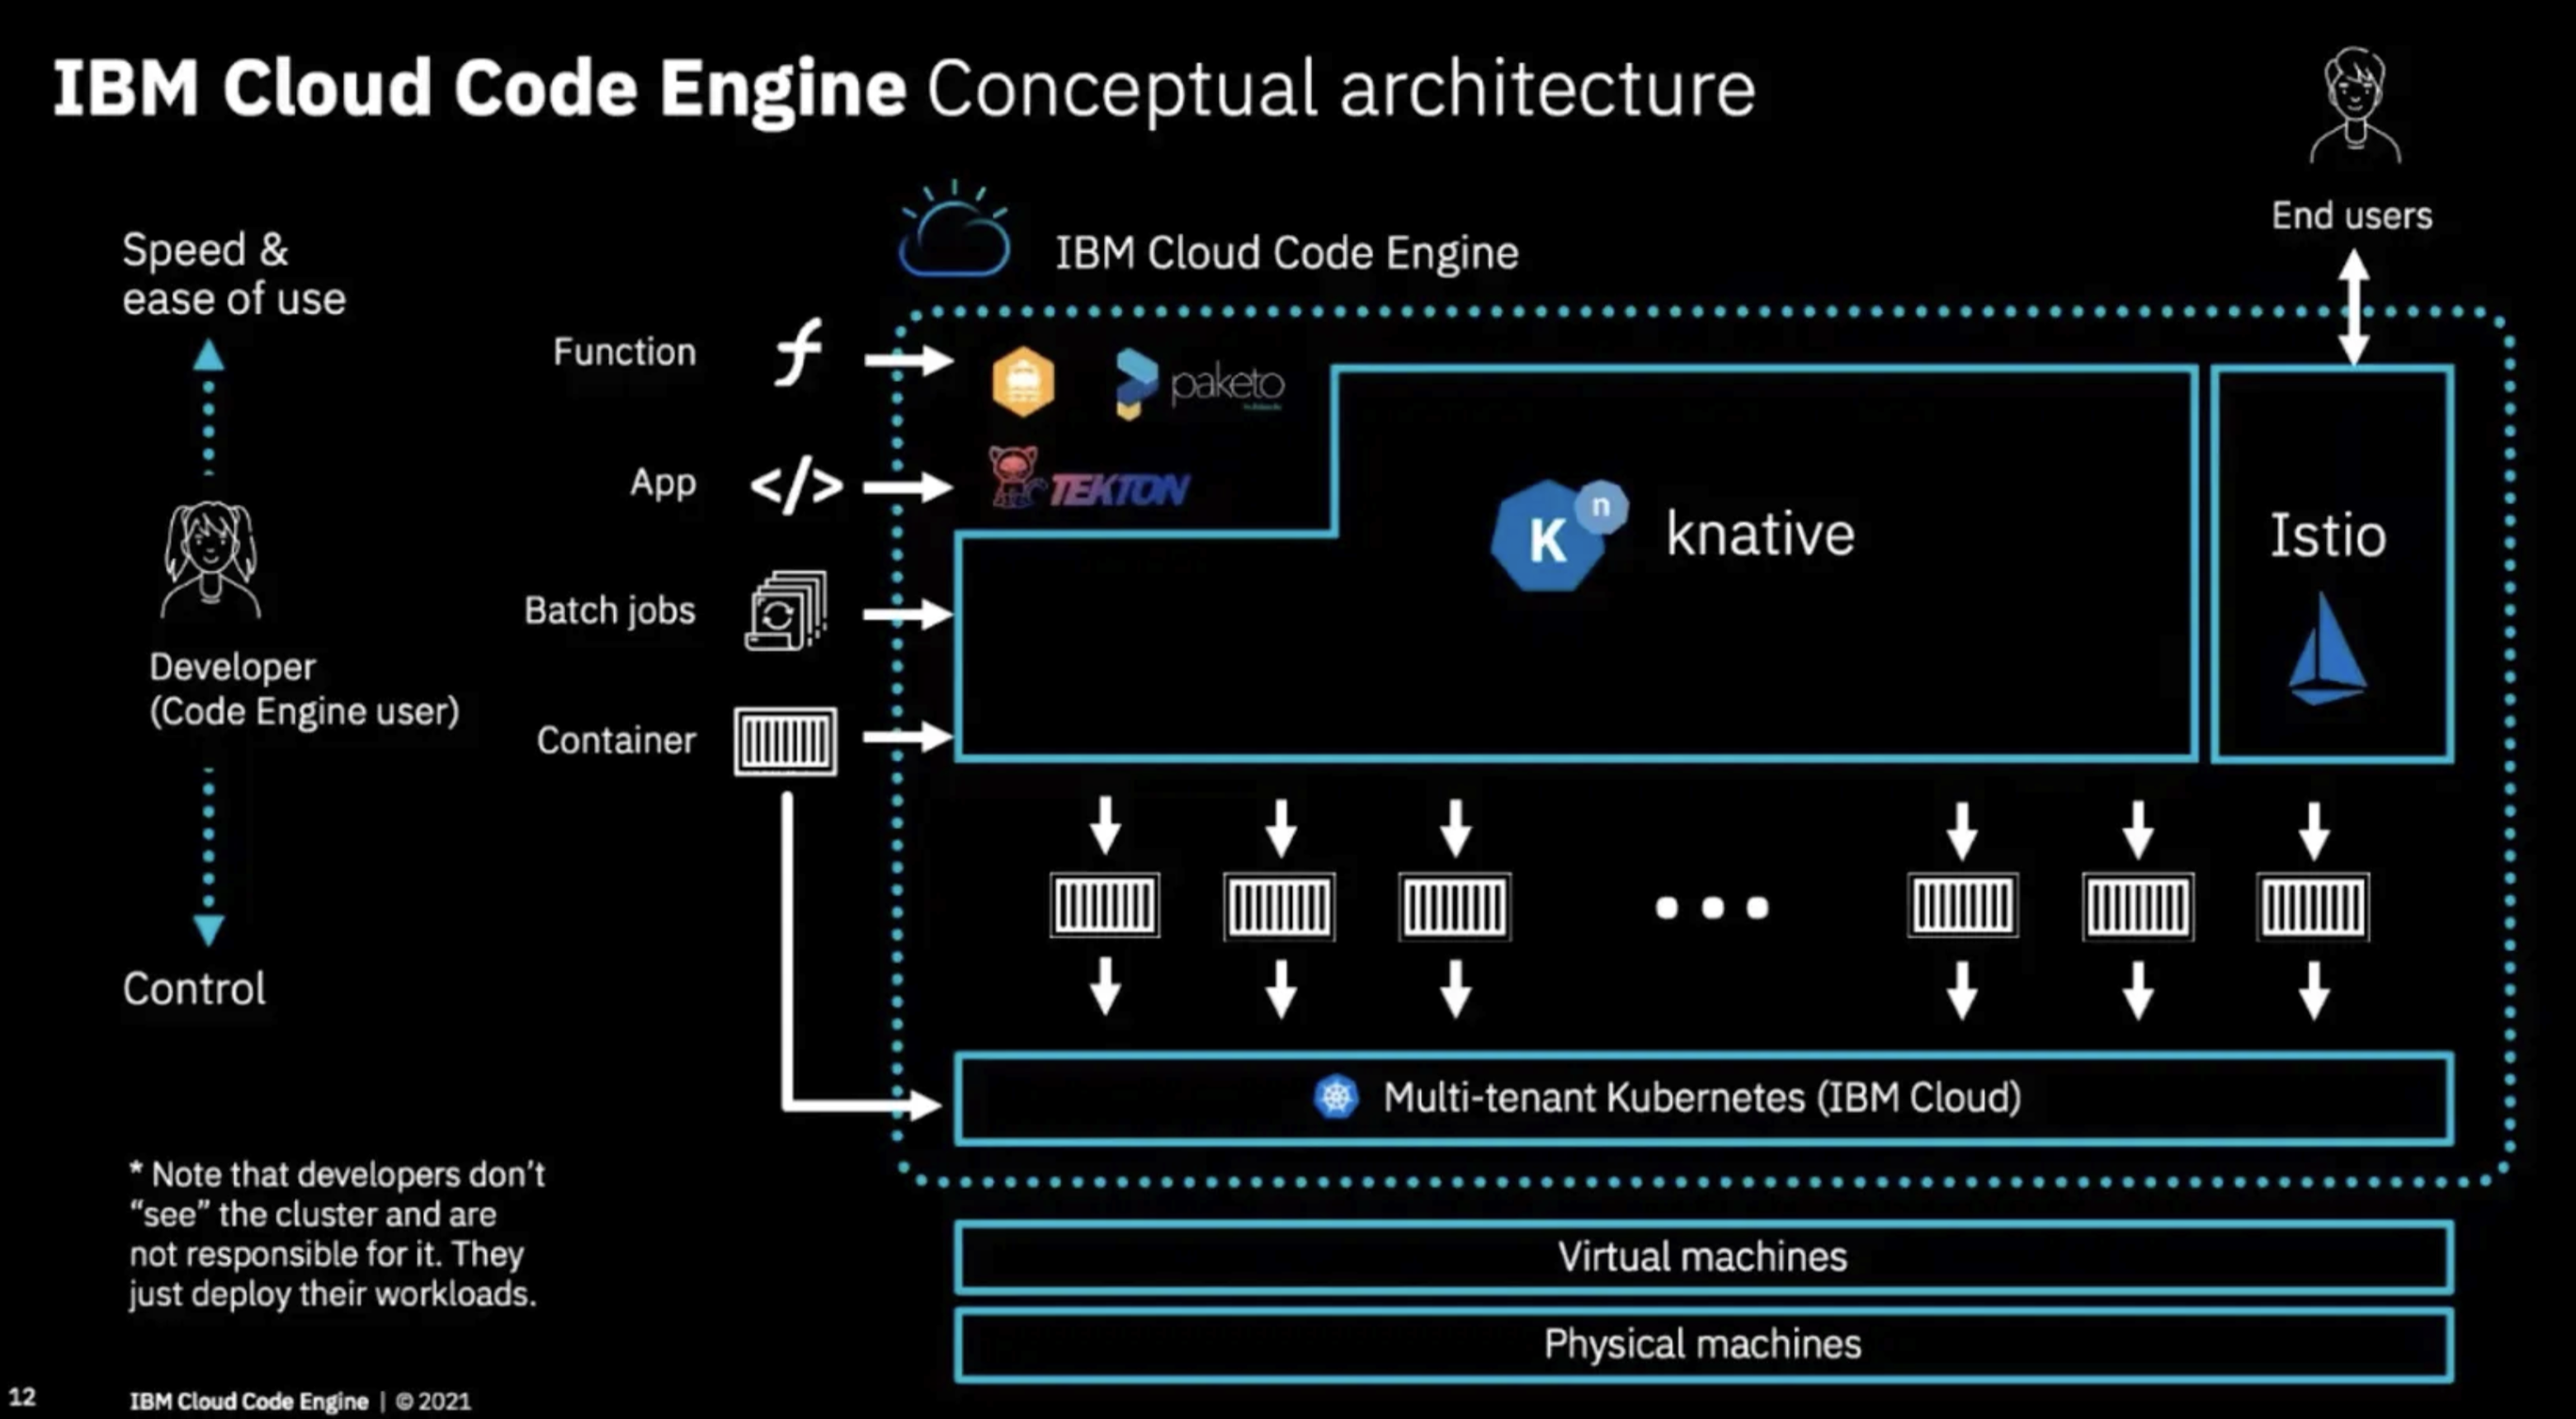 IBM Cloud Code Engine Conceptual architecture
End users
IBM Cloud Code Engine
Speed &
ease of use
Function
paketo
App
</>
TEKTON
K
n
knative
Istio
Batch jobs
Developer
(Code Engine user)
Container
Control
Multi-tenant Kubernetes (IBM Cloud)
* Note that developers don't
“see” the cluster and are
not responsible for it. They
just deploy their workloads.
Virtual machines
Physical machines
12
IBM Cloud Code Engine | © 2021